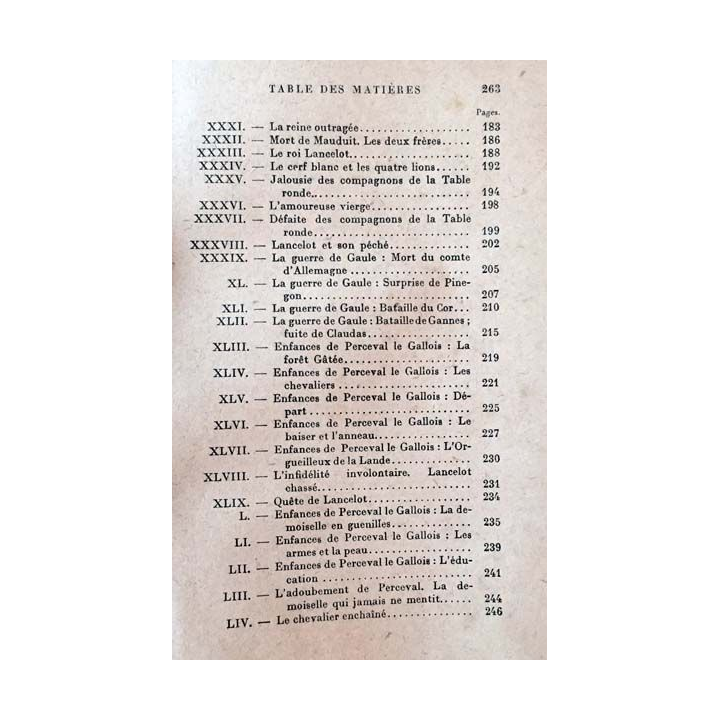 TABLE DES MATIÈRES 263
Pages.
XXXI. — La reine outragée.................... 183
XXXII. — Mort de Mauduit. Les deux frères..... 186
XXXIII. — Le roi Lancelot.................... 188
XXXIV. — Le cerf blanc et les quatre lions...... 192
XXXV. — Jalousie des compagnons de la Table
ronde............................ 194
XXXVI. — L'amoureuse vierge.................. 198
XXXVII. — Défaite des compagnons de la Table
ronde............................ 199
XXXVIII. — Lancelot et son péché.............. 202
XXXIX. — La guerre de Gaule : Mort du comte
d'Allemagne ...................... 205
XL. — La guerre de Gaule : Surprise de Pine-
gon.............................. 207
XLI. — La guerre de Gaule : Bataille du Cor... 210
XLII. — La guerre de Gaule : Bataille de Gannes ;
fuite de Claudas.................. 215
XLIII. — Enfances de Perceval le Gallois : La
forêt Gâtée....................... 219
XLIV. — Enfances de Perceval le Gallois : Les
chevaliers ........................ 221
XLV. — Enfances de Perceval le Gallois : Dé-
part ............................. 225
XLVI. — Enfances de Perceval le Gallois : Le
baiser et l'anneau................. 227
XLVII. — Enfances de Perceval le Gallois : L'Or-
gueilleux de la Lande.............. 230
XLVIII. — L'infidélité involontaire. Lancelot
chassé............................ 231
XLIX. — Quête de Lancelot.................. 234
L. — Enfances de Perceval le Gallois : La de-
moiselle en guenilles.............. 235
LI. — Enfances de Perceval le Gallois : Les
armes et la peau.................. 239
LII. — Enfances de Perceval le Gallois : L'édu-
cation ........................... 241
LIII. — L'adoubement de Perceval. La de-
moiselle qui jamais ne mentit...... 244
LIV. — Le chevalier enchaîné............... 246